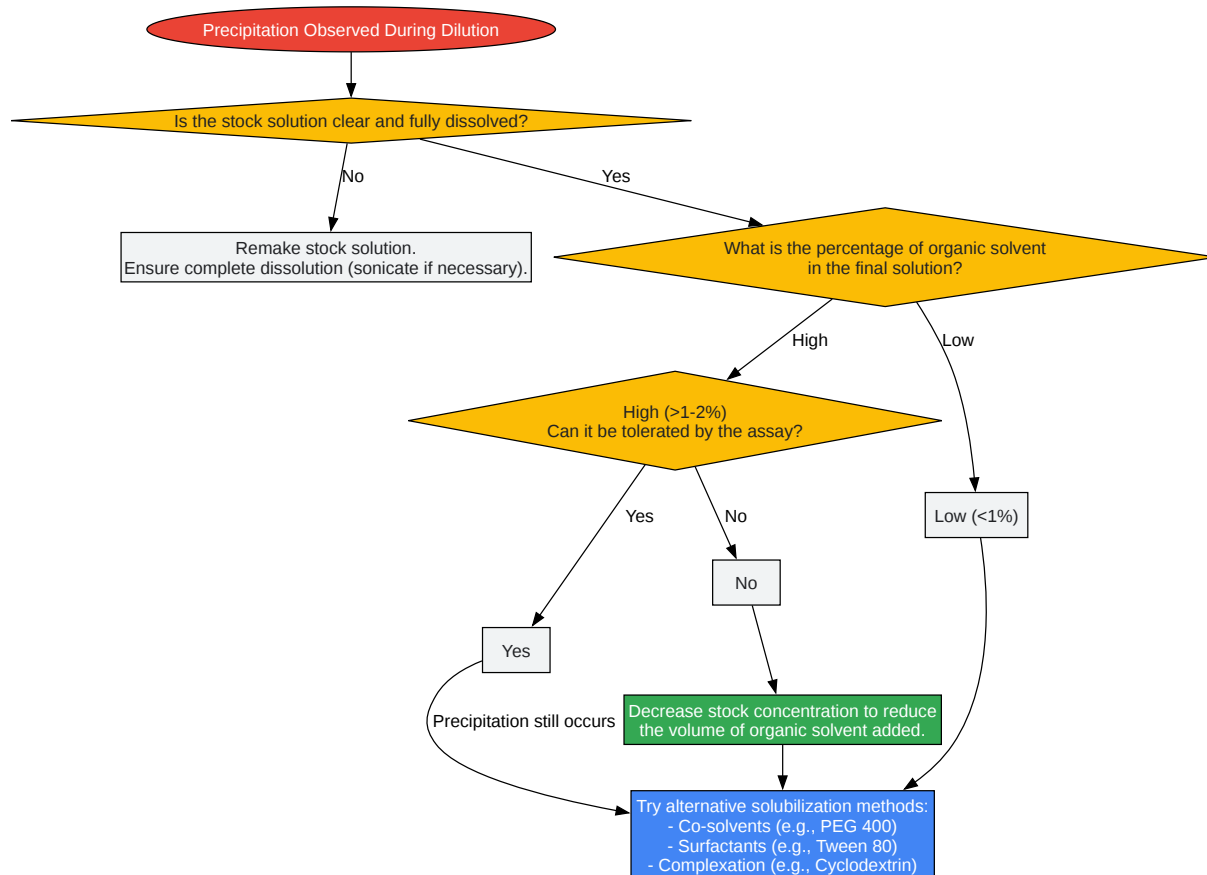 Precipitation Observed During Dilution
Is the stock solution clear and fully dissolved?
No
Yes
Remake stock solution.
Ensure complete dissolution (sonicate if necessary).
What is the percentage of organic solvent
in the final solution?
High
Low
High (>1-2%)
Can it be tolerated by the assay?
Yes
No
Low (<1%)
No
Yes
Decrease stock concentration to reduce
the volume of organic solvent added.
Precipitation still occurs
Try alternative solubilization methods:
- Co-solvents (e.g., PEG 400)
- Surfactants (e.g., Tween 80)
- Complexation (e.g., Cyclodextrin)